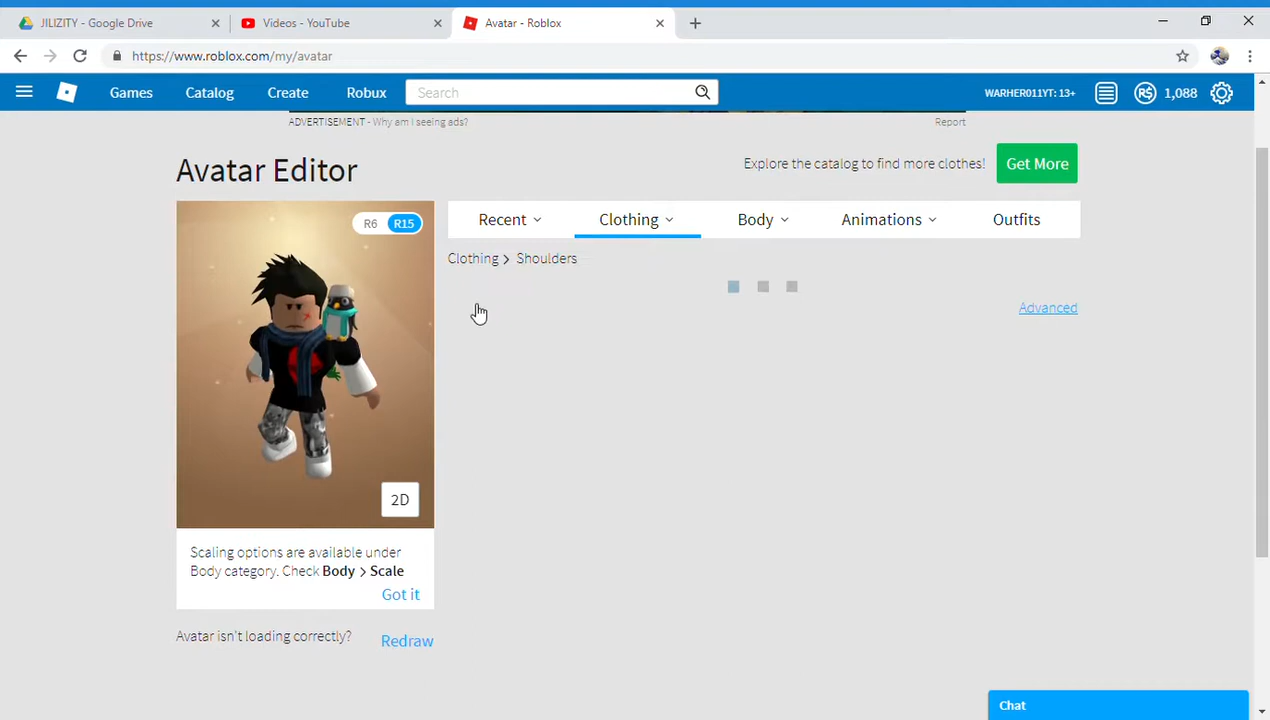 JILIZITY - Google Drive
Videos - YouTube
Avatar - Roblox
https://www.roblox.com/my/avatar
Games
Catalog
Create
Robux
Search
WARHER011YT: 13+
R$
1,088
ADVERTISEMENT - Why am I seeing ads?
Report
Avatar Editor
Explore the catalog to find more clothes!
Get More
R6
R15
Recent
Clothing
Body
Animations
Outfits
Clothing > Shoulders
Advanced
2D
Scaling options are available under
Body category. Check Body > Scale
Got it
Avatar isn't loading correctly?
Redraw
Chat